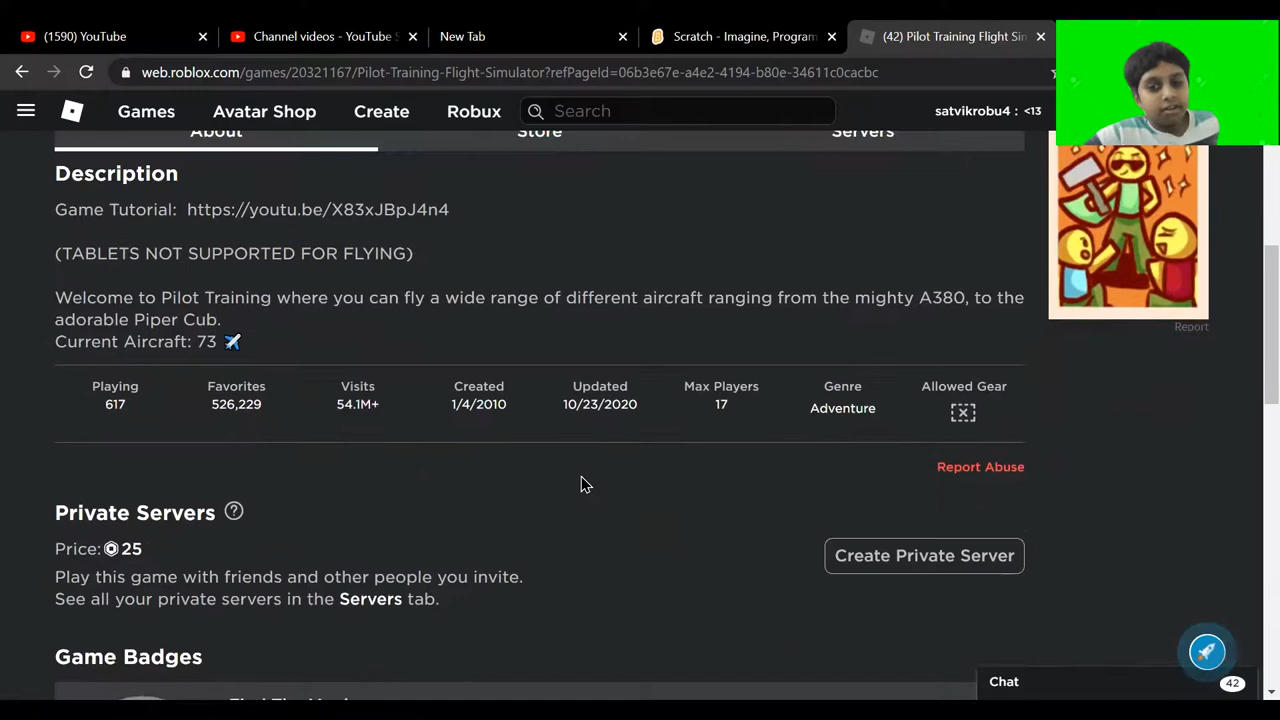 (1590) YouTube
Channel videos - YouTube S
New Tab
Scratch - Imagine, Program
(42) Pilot Training Flight Sim
web.roblox.com/games/20321167/Pilot-Training-Flight-Simulator?refPageId=06b3e67e-a4e2-4194-b80e-34611c0cacbc
Games Avatar Shop Create Robux Search satvikrobu4 : <13
About Store Servers
Description
Game Tutorial: https://youtu.be/X83xJBpJ4n4
(TABLETS NOT SUPPORTED FOR FLYING)
Welcome to Pilot Training where you can fly a wide range of different aircraft ranging from the mighty A380, to the
adorable Piper Cub.
Current Aircraft: 73
Report
Playing Favorites Visits Created Updated Max Players Genre Allowed Gear
617 526,229 54.1M+ 1/4/2010 10/23/2020 17 Adventure
Report Abuse
Private Servers
Price: 25
Create Private Server
Play this game with friends and other people you invite.
See all your private servers in the Servers tab.
Game Badges
Chat 42